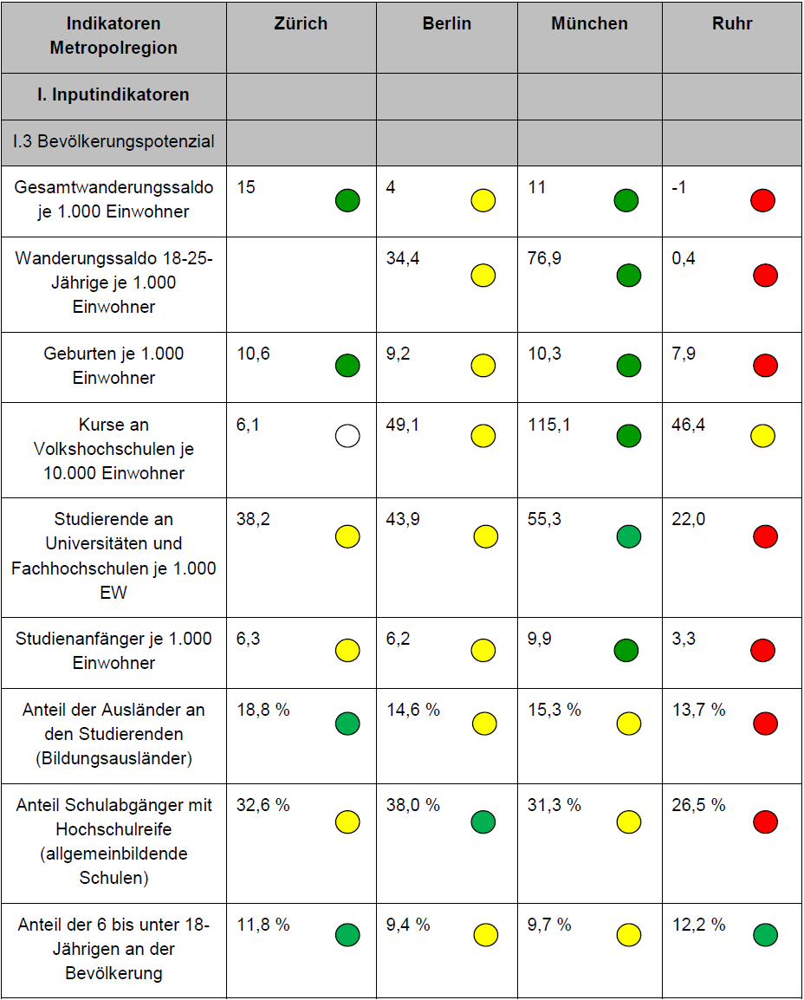 Indikatoren
Metropolregion
Zürich
Berlin
München
Ruhr
I. Inputindikatoren
I.3 Bevölkerungspotenzial
Gesamtwanderungssaldo
je 1.000 Einwohner
15
4
11
-1
Wanderungssaldo 18-25-
Jährige je 1.000
Einwohner
34,4
76,9
0,4
Geburten je 1.000
Einwohner
10,6
9,2
10,3
7,9
Kurse an
Volkshochschulen je
10.000 Einwohner
6,1
49,1
115,1
46,4
Studierende an
Universitäten und
Fachhochschulen je 1.000
EW
38,2
43,9
55,3
22,0
Studienanfänger je 1.000
Einwohner
6,3
6,2
9,9
3,3
Anteil der Ausländer an
den Studierenden
(Bildungsausländer)
18,8 %
14,6 %
15,3 %
13,7 %
Anteil Schulabgänger mit
Hochschulreife
(allgemeinbildende
Schulen)
32,6 %
38,0 %
31,3 %
26,5 %
Anteil der 6 bis unter 18-
Jährigen an der
Bevölkerung
11,8 %
9,4 %
9,7 %
12,2 %